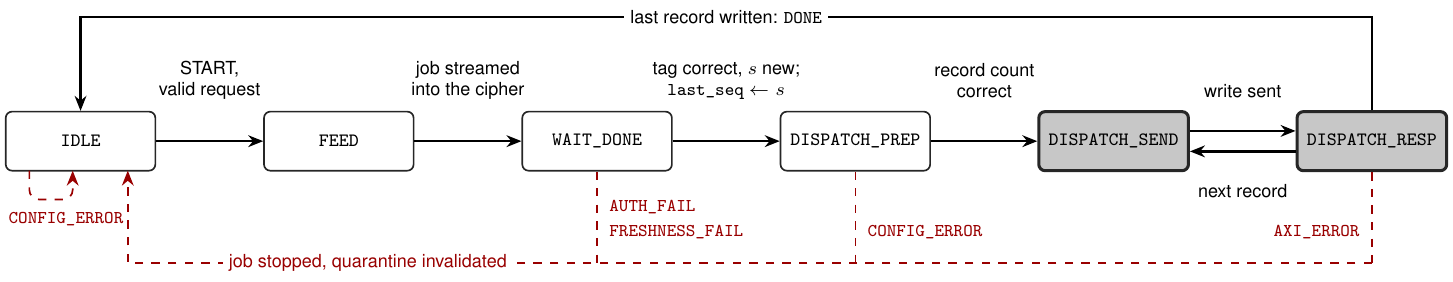 last record written: DONE
START,
valid request
job streamed
into the cipher
tag correct, s new;
last_seq ← s
record count
correct
write sent
IDLE
FEED
WAIT_DONE
DISPATCH_PREP
DISPATCH_SEND
DISPATCH_RESP
next record
CONFIG_ERROR
AUTH_FAIL
FRESHNESS_FAIL
CONFIG_ERROR
AXI_ERROR
job stopped, quarantine invalidated